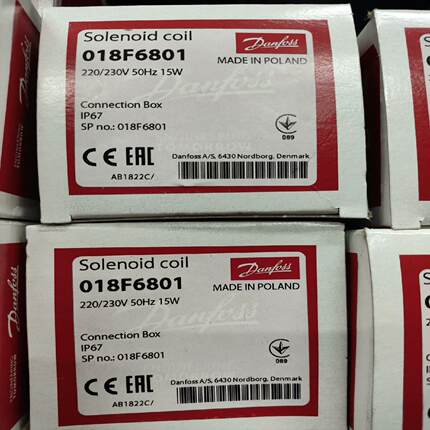 Solenoid coil
018F6801
220/230V 50Hz 15W
Danfoss
MADE IN POLAND
Connection Box
IP67
SP no.: 018F6801
089
CE EAC
Danfoss A/S, 6430 Nordborg, Denmark
AB1822C/
Solenoid coil
018F6801
220/230V 50Hz 15W
Danfoss
MADE IN POLAND
Connection Box
IP67
SP no.: 018F6801
089
CE EAC
Danfoss A/S, 6430 Nordborg, Denmark
AB1822C/